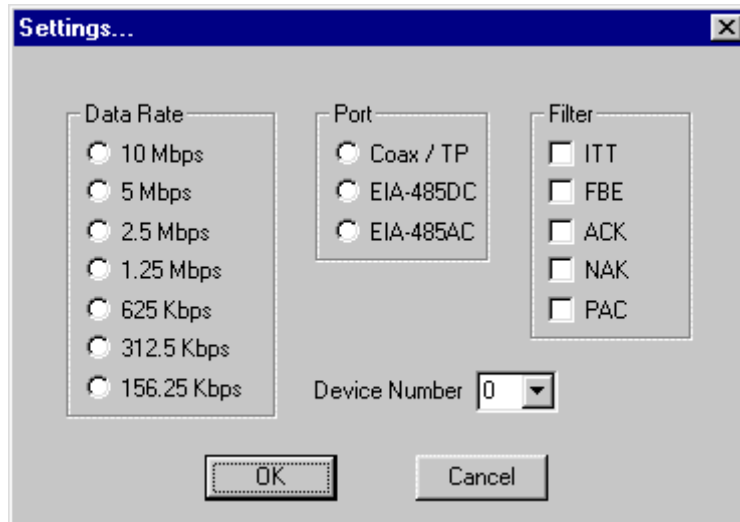 Settings...
Data Rate
10 Mbps
5 Mbps
2.5 Mbps
1.25 Mbps
625 Kbps
312.5 Kbps
156.25 Kbps
Port
Coax / TP
EIA-485DC
EIA-485AC
Filter
ITT
FBE
ACK
NAK
PAC
Device Number 0
OK
Cancel